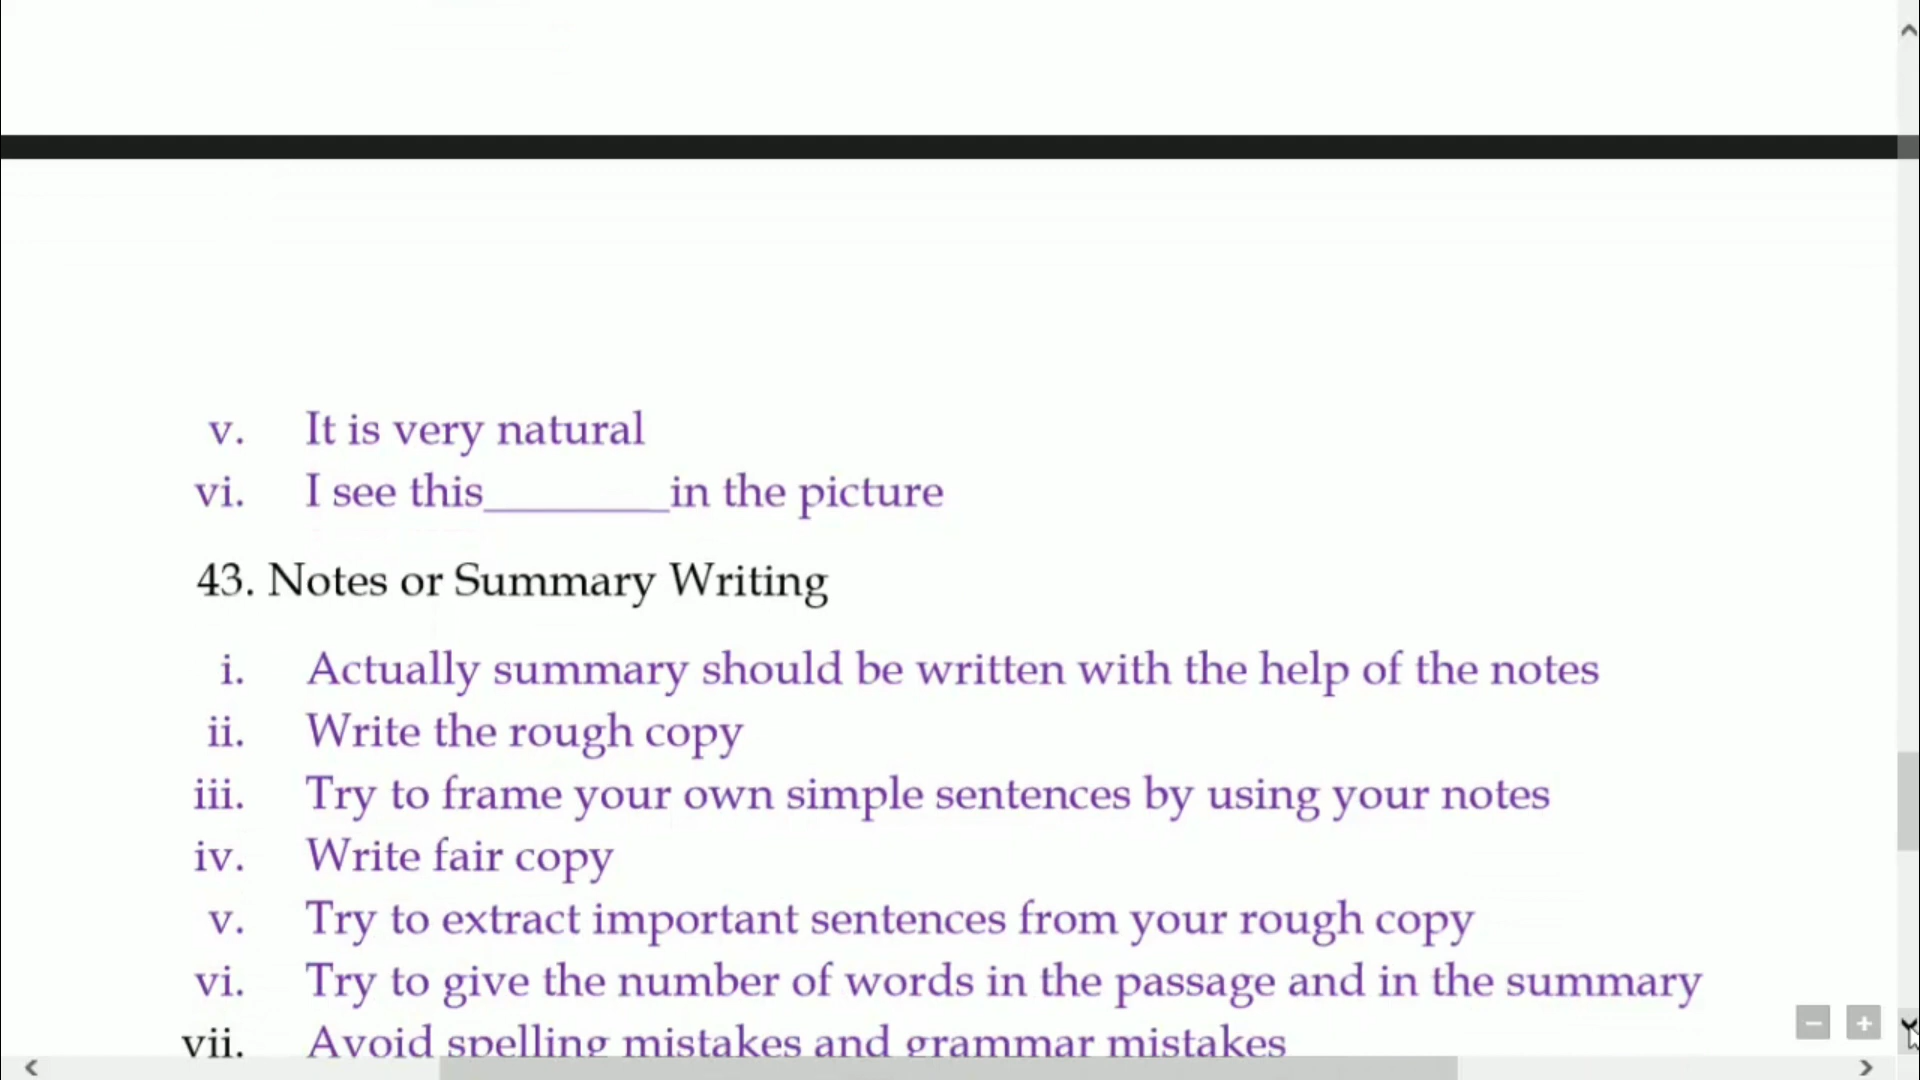 v. It is very natural
vi. I see this________in the picture
43. Notes or Summary Writing
i. Actually summary should be written with the help of the notes
ii. Write the rough copy
iii. Try to frame your own simple sentences by using your notes
iv. Write fair copy
v. Try to extract important sentences from your rough copy
vi. Try to give the number of words in the passage and in the summary
vii. Avoid spelling mistakes and grammar mistakes